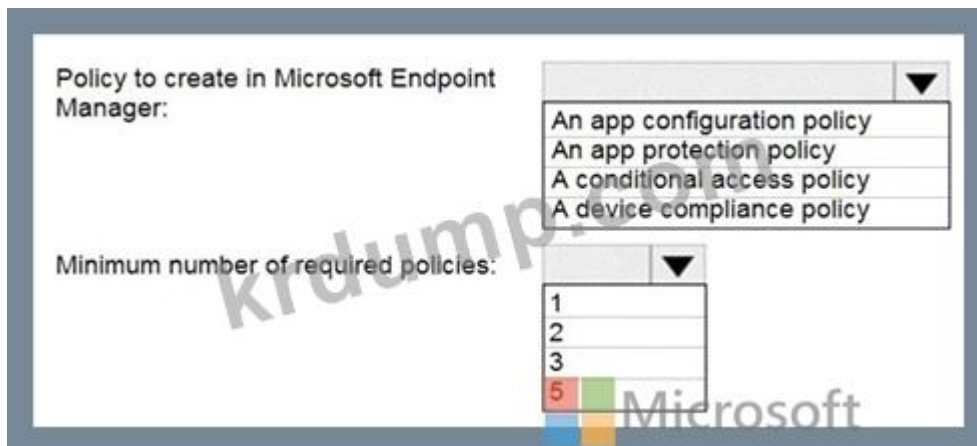 Policy to create in Microsoft Endpoint
Manager:
An app configuration policy
An app protection policy
A conditional access policy
A device compliance policy
Minimum number of required policies:
1
2
3
5
krdump.com
Microsoft